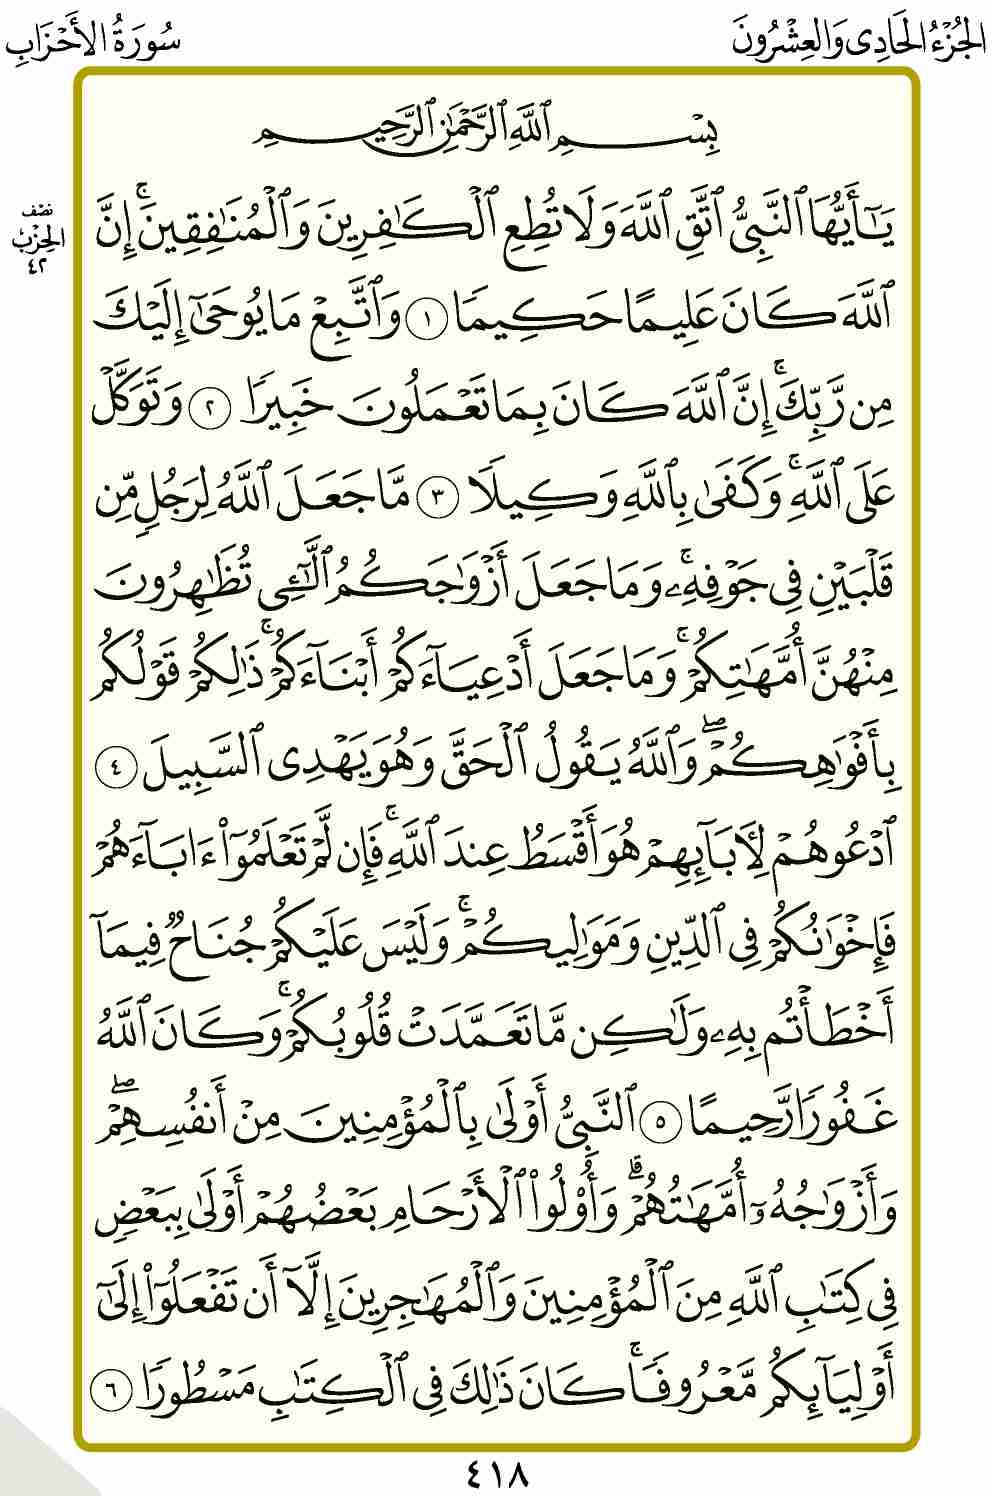 الجُزْءُ الحَادِى وَالعِشْرُونَ
سُورَةُ الأَحْزَابِ
بِسْمِ ٱللَّهِ ٱلرَّحْمَٰنِ ٱلرَّحِيمِ
يَٰٓأَيُّهَا ٱلنَّبِىُّ ٱتَّقِ ٱللَّهَ وَلَا تُطِعِ ٱلْكَٰفِرِينَ وَٱلْمُنَٰفِقِينَۚ إِنَّ
نصف
الحزب
٤٢
ٱللَّهَ كَانَ عَلِيمًا حَكِيمًا ١ وَٱتَّبِعْ مَا يُوحَىٰٓ إِلَيْكَ
مِن رَّبِّكَۚ إِنَّ ٱللَّهَ كَانَ بِمَا تَعْمَلُونَ خَبِيرًا ٢ وَتَوَكَّلْ
عَلَى ٱللَّهِۚ وَكَفَىٰ بِٱللَّهِ وَكِيلًا ٣ مَّا جَعَلَ ٱللَّهُ لِرَجُلٍ مِّن
قَلْبَيْنِ فِى جَوْفِهِۦۚ وَمَا جَعَلَ أَزْوَٰجَكُمُ ٱلَّٰٓـِٔى تُظَٰهِرُونَ
مِنْهُنَّ أُمَّهَٰتِكُمْۚ وَمَا جَعَلَ أَدْعِيَآءَكُمْ أَبْنَآءَكُمْۚ ذَٰلِكُمْ قَوْلُكُم
بِأَفْوَٰهِكُمْۖ وَٱللَّهُ يَقُولُ ٱلْحَقَّ وَهُوَ يَهْدِى ٱلسَّبِيلَ ٤
ٱدْعُوهُمْ لِءَابَآئِهِمْ هُوَ أَقْسَطُ عِندَ ٱللَّهِۚ فَإِن لَّمْ تَعْلَمُوٓا۟ ءَابَآءَهُمْ
فَإِخْوَٰنُكُمْ فِى ٱلدِّينِ وَمَوَٰلِيكُمْۚ وَلَيْسَ عَلَيْكُمْ جُنَاحٌ فِيمَآ
أَخْطَأْتُم بِهِۦ وَلَٰكِن مَّا تَعَمَّدَتْ قُلُوبُكُمْۚ وَكَانَ ٱللَّهُ
غَفُورًا رَّحِيمًا ٥ ٱلنَّبِىُّ أَوْلَىٰ بِٱلْمُؤْمِنِينَ مِنْ أَنفُسِهِمْۖ
وَأَزْوَٰجُهُۥٓ أُمَّهَٰتُهُمْۗ وَأُو۟لُوا۟ ٱلْأَرْحَامِ بَعْضُهُمْ أَوْلَىٰ بِبَعْضٍ
فِى كِتَٰبِ ٱللَّهِ مِنَ ٱلْمُؤْمِنِينَ وَٱلْمُهَٰجِرِينَ إِلَّآ أَن تَفْعَلُوٓا۟ إِلَىٰٓ
أَوْلِيَآئِكُم مَّعْرُوفًاۚ كَانَ ذَٰلِكَ فِى ٱلْكِتَٰبِ مَسْطُورًا ٦
٤١٨